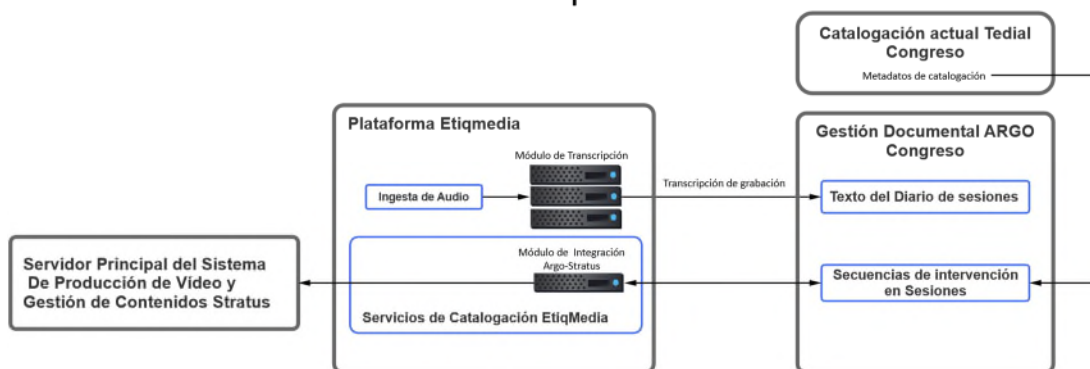 Catalogación actual Tedial
Congreso
Metadatos de catalogación
Plataforma Etiqmedia
Módulo de Transcripción
Ingesta de Audio
Transcripción de grabación
Gestión Documental ARGO
Congreso
Texto del Diario de sesiones
Servidor Principal del Sistema
De Producción de Vídeo y
Gestión de Contenidos Stratus
Módulo de Integración
Argo-Stratus
Servicios de Catalogación EtiqMedia
Secuencias de intervención
en Sesiones